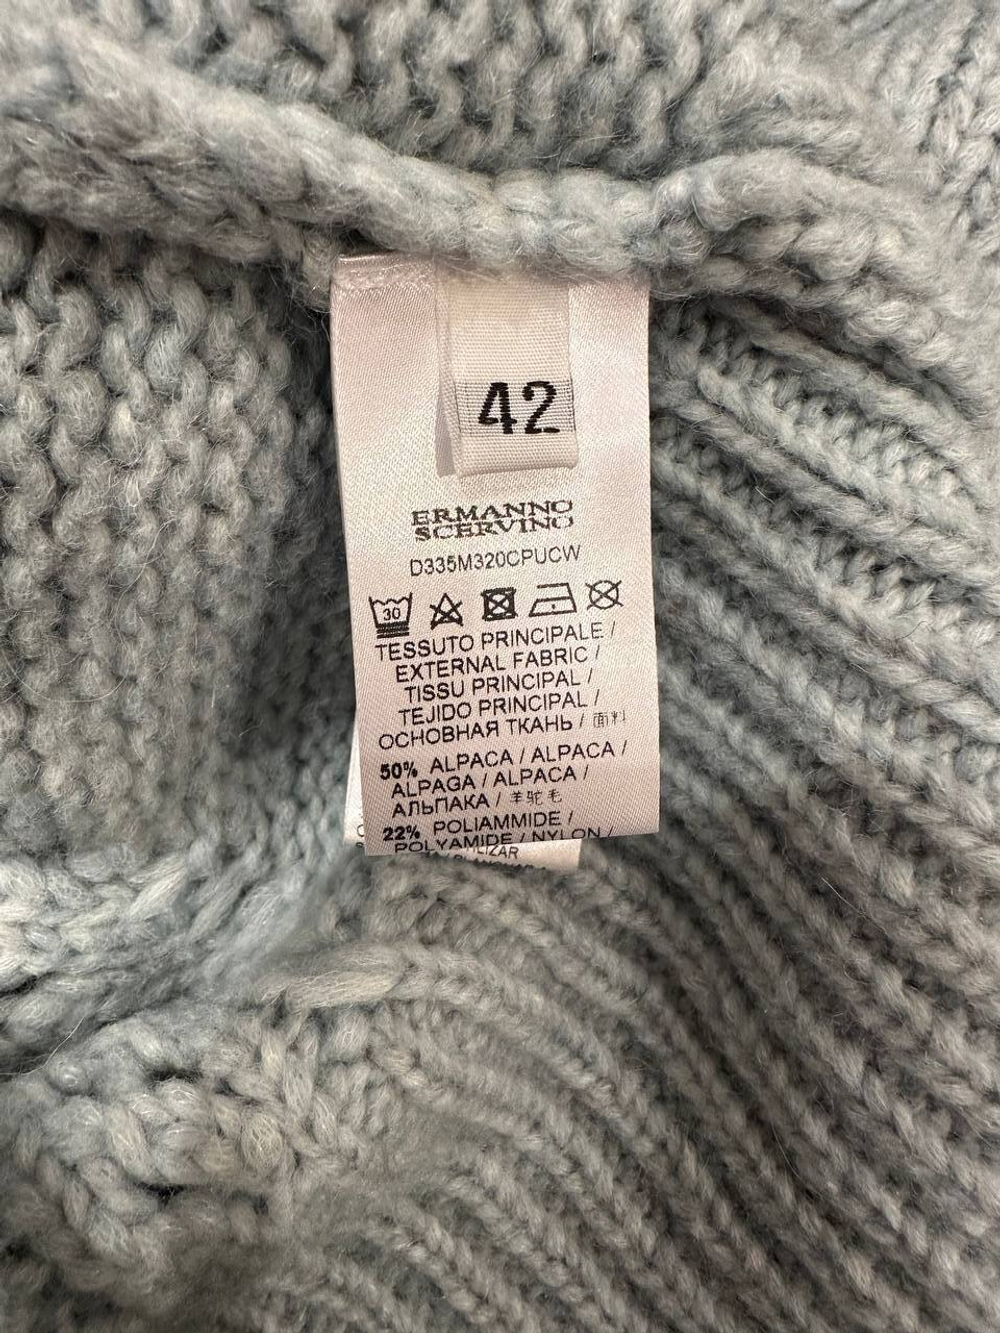 42
ERMANNO
SCERVINO
D335M320CPUCW
30
TESSUTO PRINCIPALE /
EXTERNAL FABRIC /
TISSU PRINCIPAL /
TEJIDO PRINCIPAL /
ОСНОВНАЯ ТКАНЬ / 面料
50% ALPACA / ALPACA /
ALPAGA / ALPACA /
АЛЬПАКА / 羊驼毛
22% POLIAMMIDE /
POLYAMIDE / NYLON /